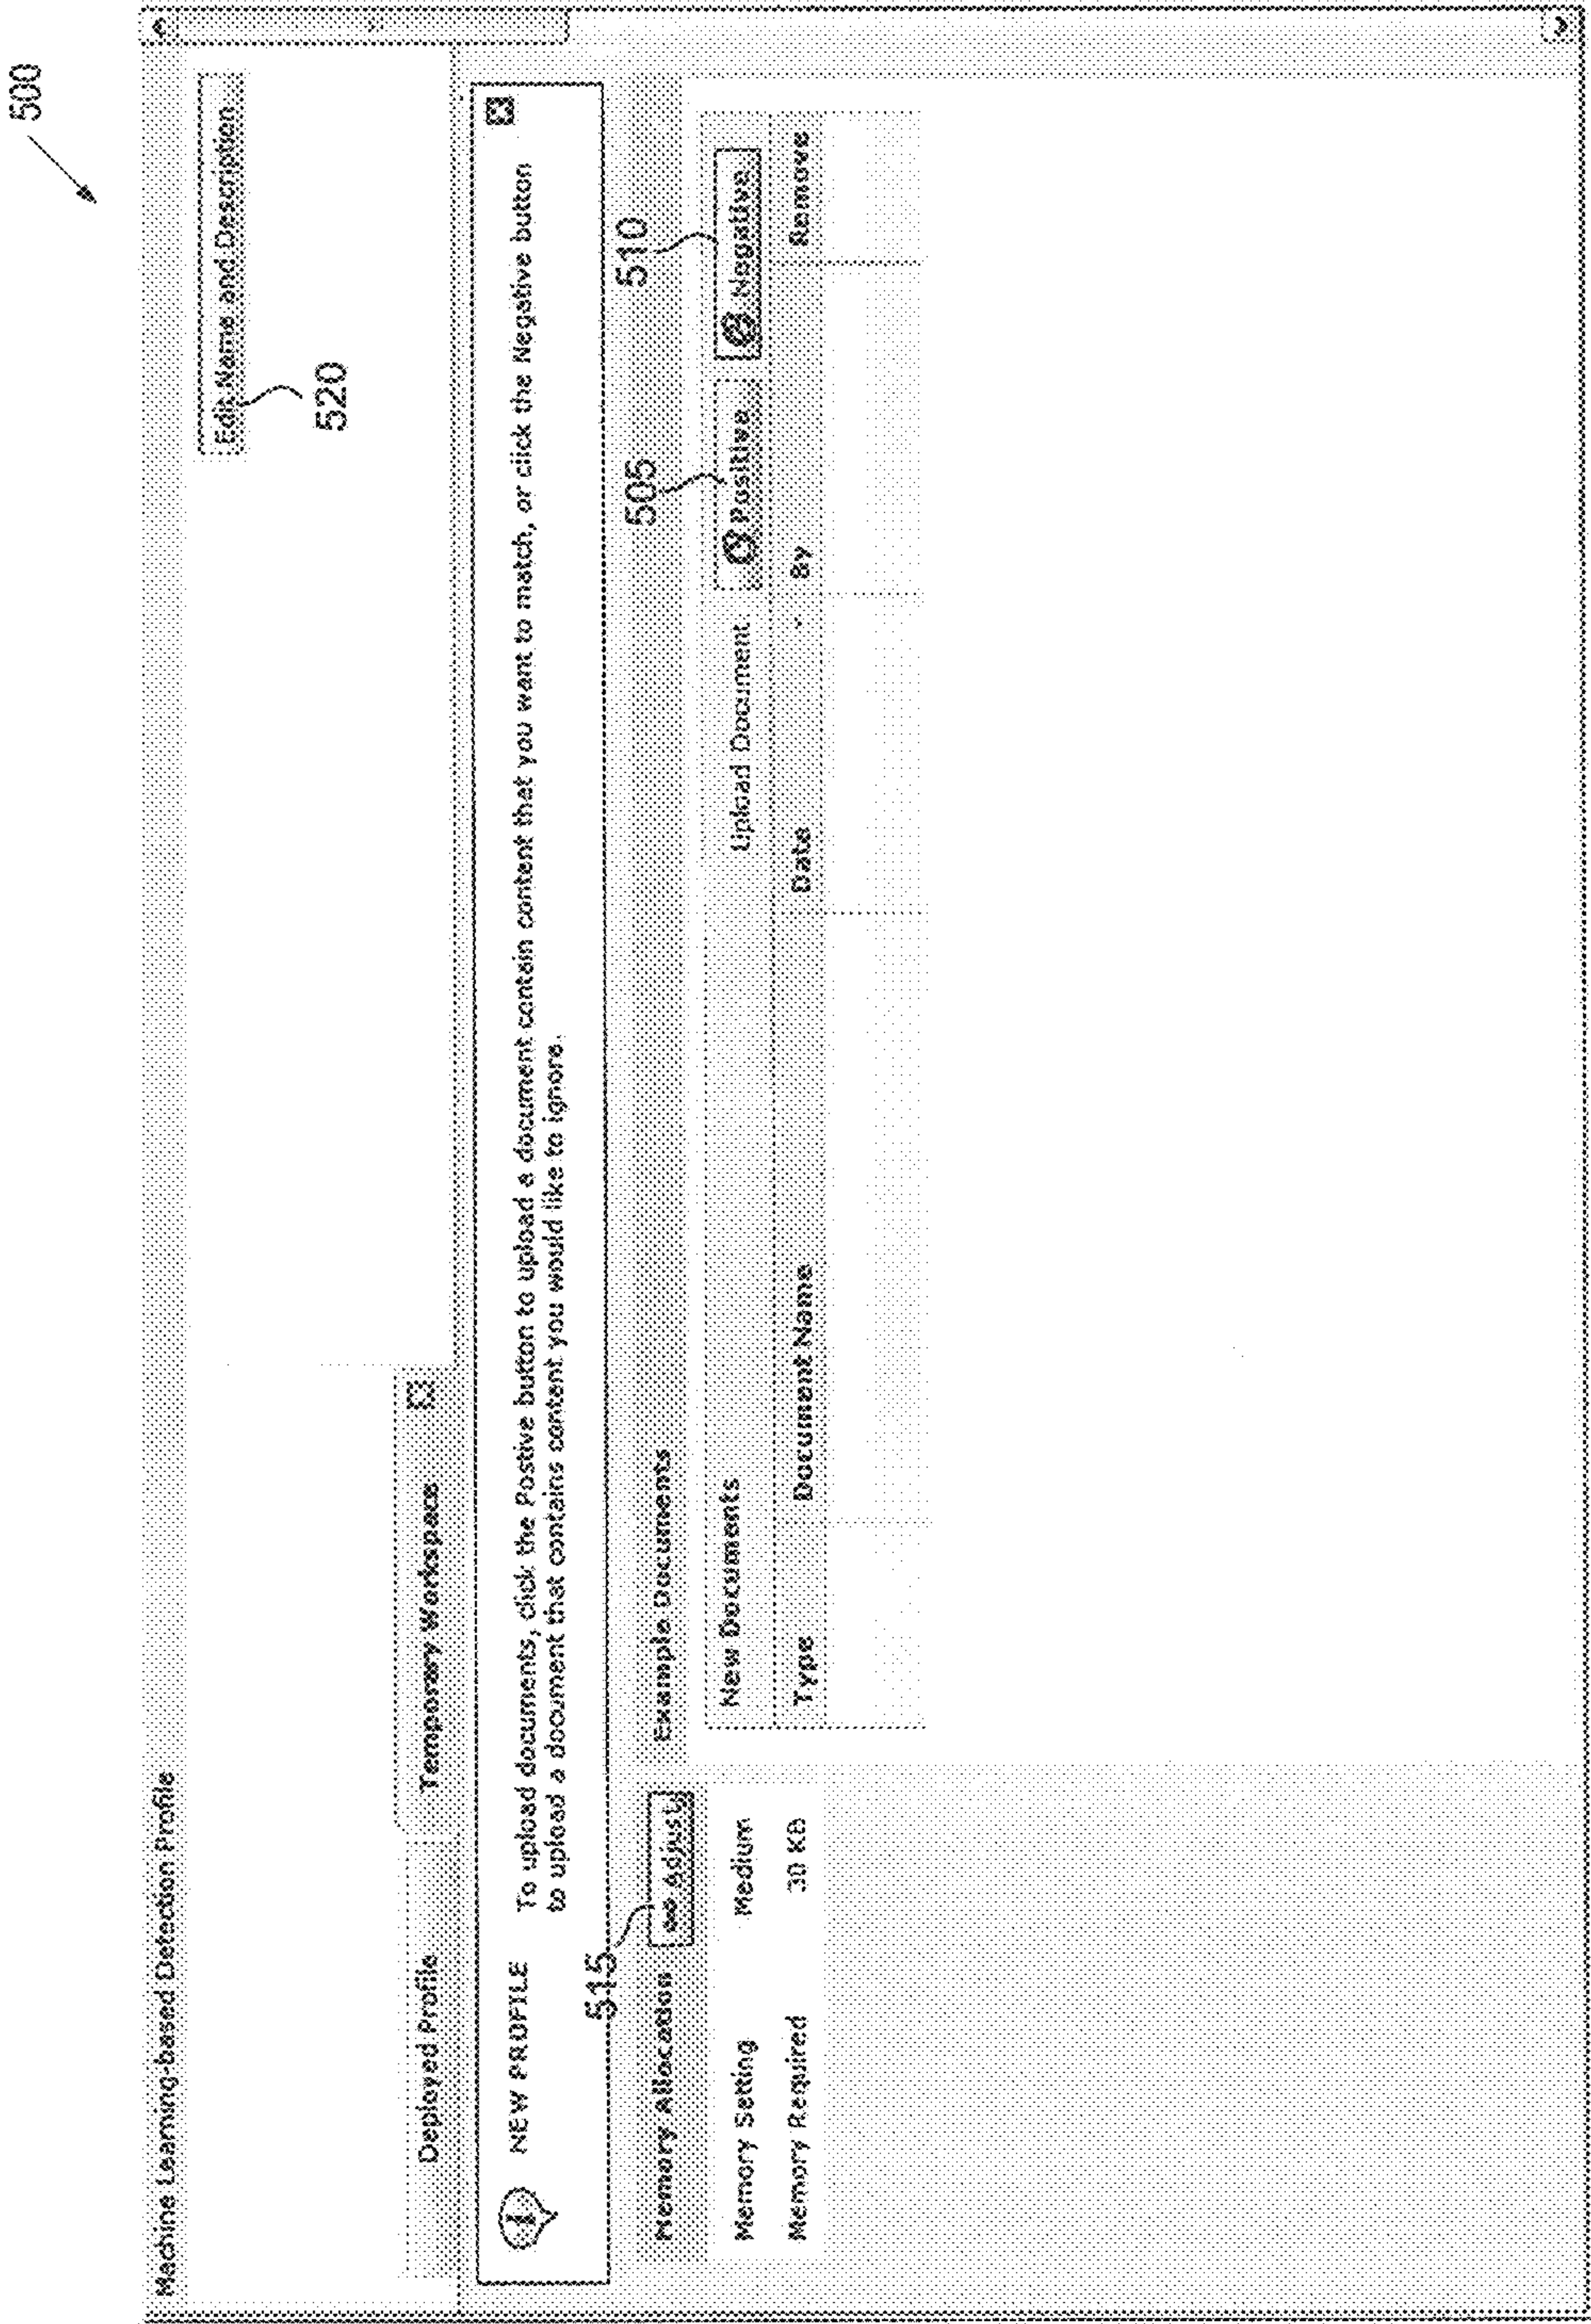 500
Machine Learning-based Detection Profile
Edit Name and Description...
520
Deployed Profile
Temporary Workspace
NEW PROFILE
To upload documents, click the Postive button to upload a document contain content that you want to match, or click the Negative button
to upload a document that contains content you would like to ignore.
515
505
510
Memory Allocation
Adjust
Example Documents
Memory Setting
Medium
Memory Required
30 KB
New Documents
Upload Document
Positive...
Negative...
Type
Document Name
Date
By
Remove